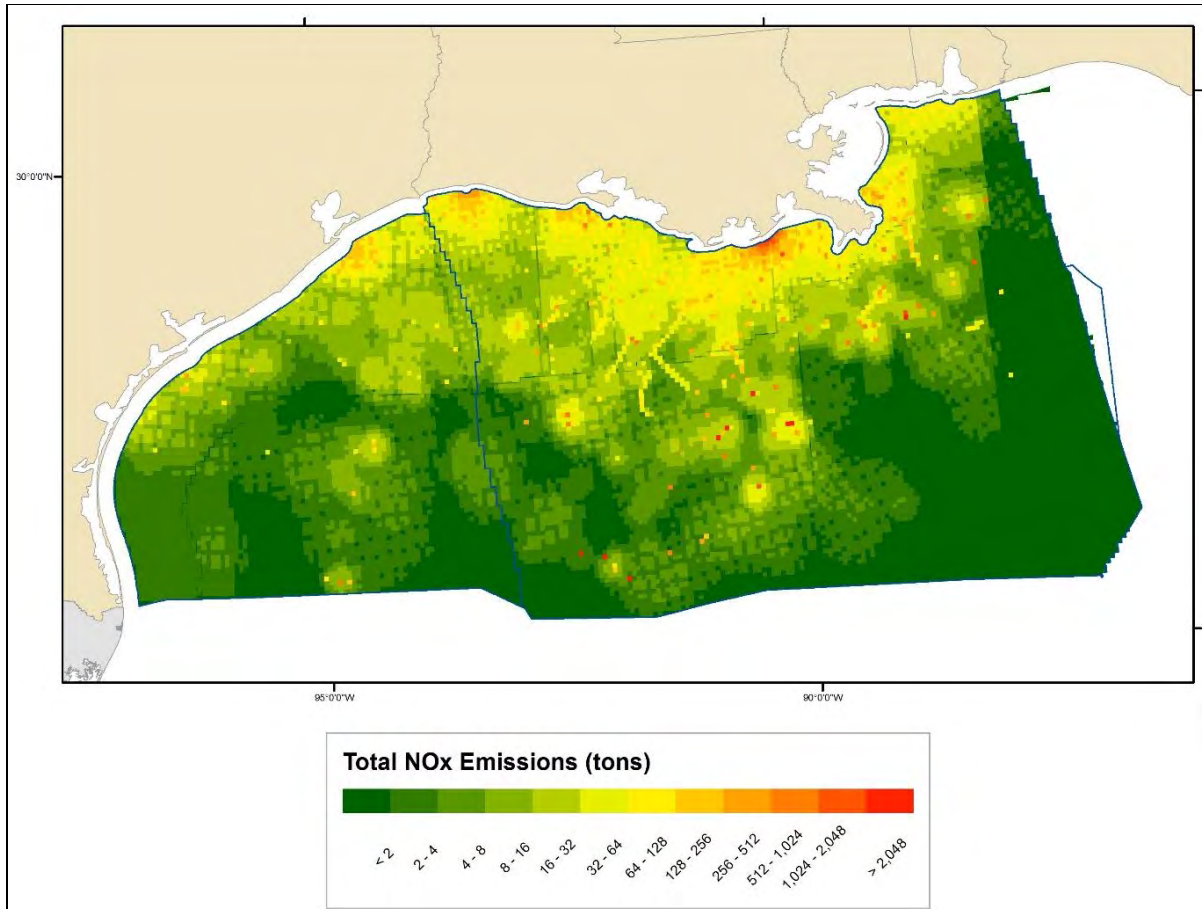 30°0'0"N
95°0'0"W
90°0'0"W
Total NOx Emissions (tons)
< 2
2 - 4
4 - 8
8 - 16
16 - 32
32 - 64
64 - 128
128 - 256
256 - 512
512 - 1,024
1,024 - 2,048
> 2,048